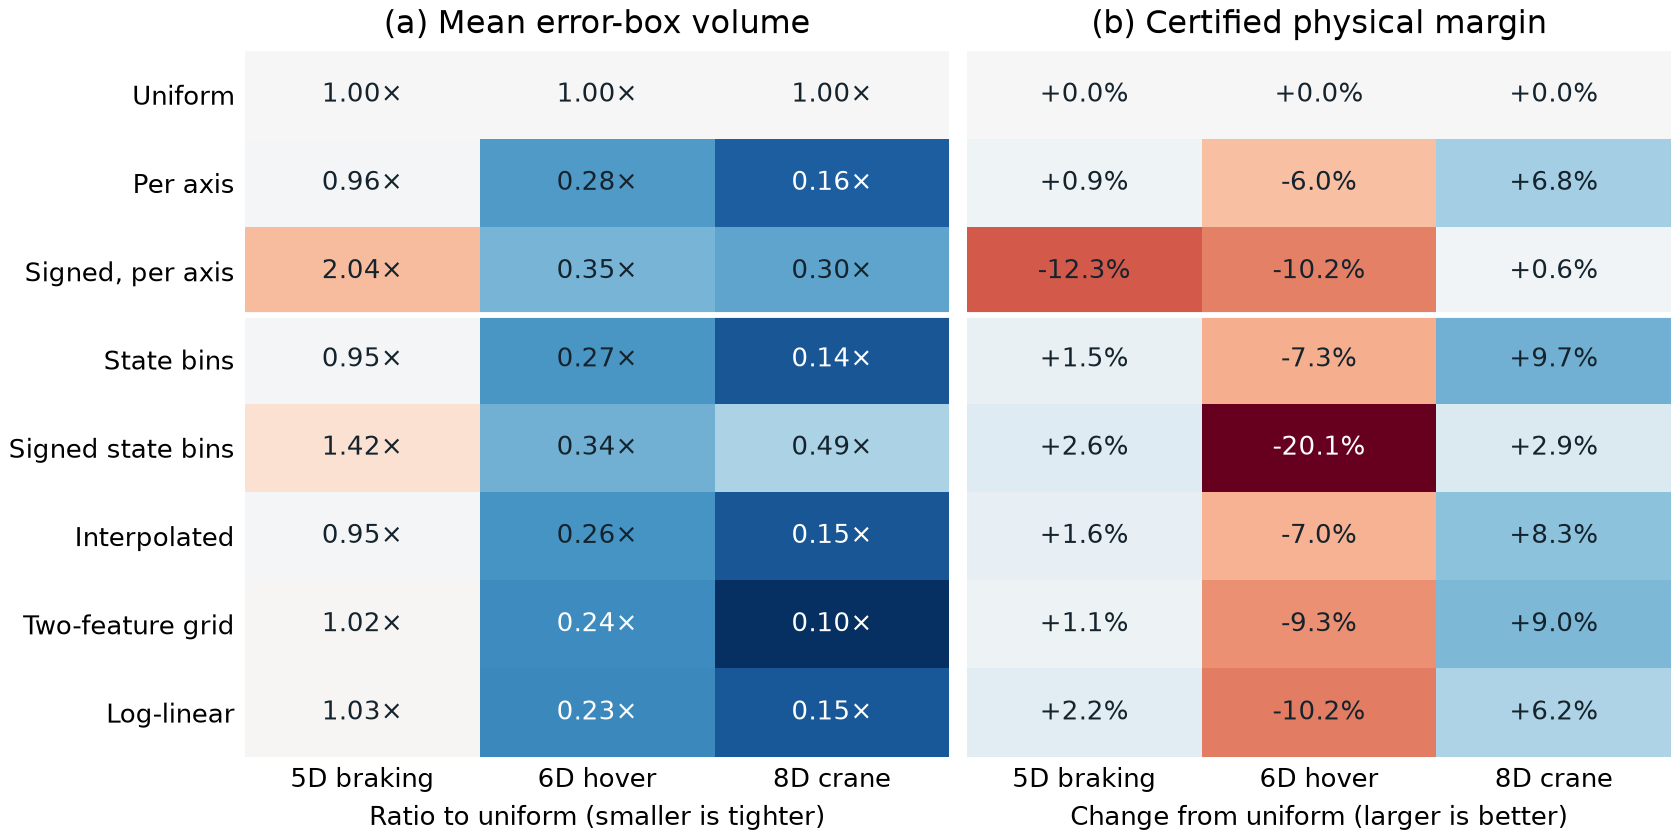 (a) Mean error-box volume
(b) Certified physical margin
Uniform 1.00× 1.00× 1.00× +0.0% +0.0% +0.0%
Per axis 0.96× 0.28× 0.16× +0.9% -6.0% +6.8%
Signed, per axis 2.04× 0.35× 0.30× -12.3% -10.2% +0.6%
State bins 0.95× 0.27× 0.14× +1.5% -7.3% +9.7%
Signed state bins 1.42× 0.34× 0.49× +2.6% -20.1% +2.9%
Interpolated 0.95× 0.26× 0.15× +1.6% -7.0% +8.3%
Two-feature grid 1.02× 0.24× 0.10× +1.1% -9.3% +9.0%
Log-linear 1.03× 0.23× 0.15× +2.2% -10.2% +6.2%
5D braking 6D hover 8D crane 5D braking 6D hover 8D crane
Ratio to uniform (smaller is tighter)
Change from uniform (larger is better)